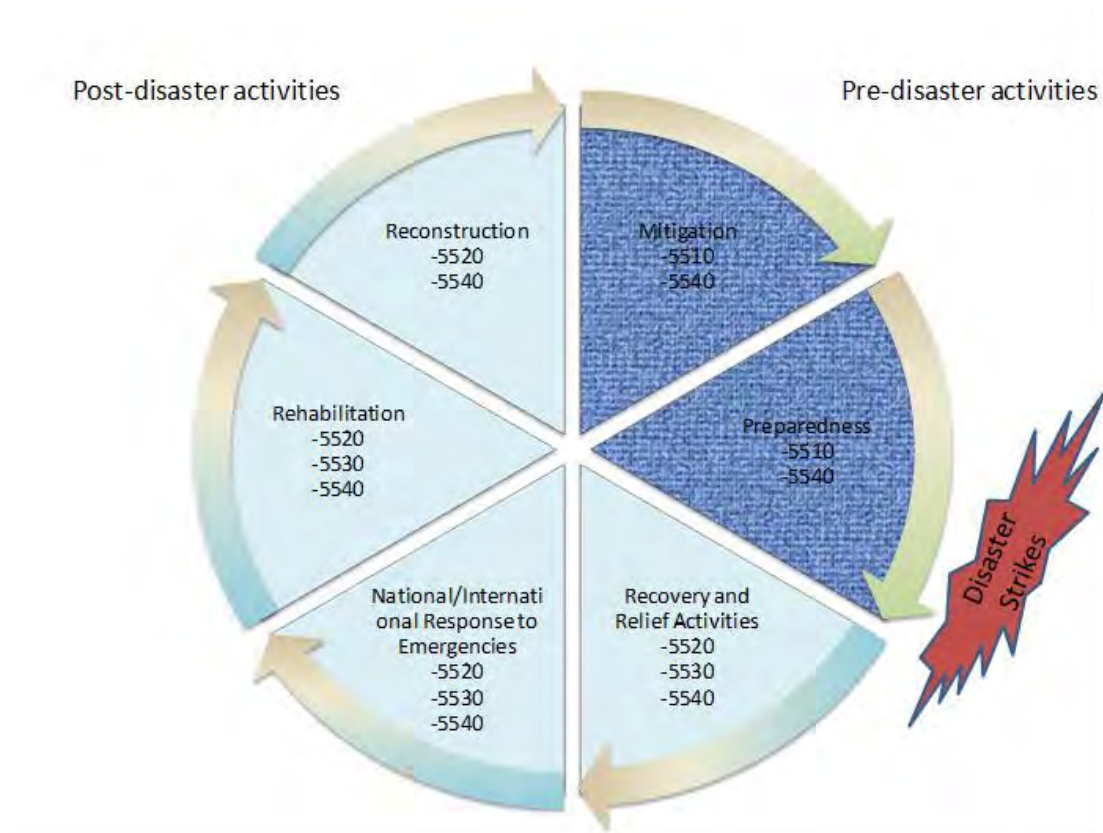 Post-disaster activities
Pre-disaster activities
Reconstruction
-5520
-5540
Mitigation
-5510
-5540
Rehabilitation
-5520
-5530
-5540
Preparedness
-5510
-5540
Disaster
Strikes
National/Internati
onal Response to
Emergencies
-5520
-5530
-5540
Recovery and
Relief Activities
-5520
-5530
-5540